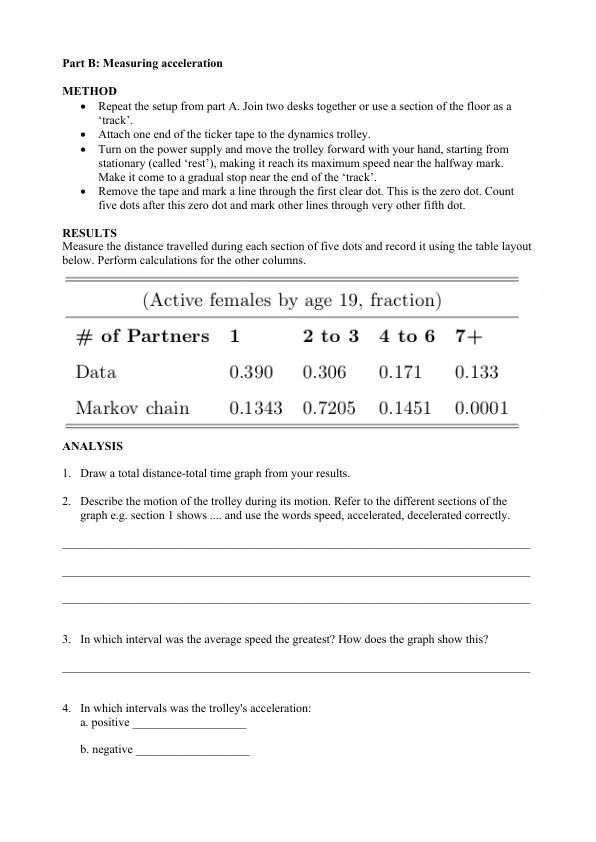 Part B: Measuring acceleration
METHOD
• Repeat the setup from part A. Join two desks together or use a section of the floor as a
‘track’.
• Attach one end of the ticker tape to the dynamics trolley.
• Turn on the power supply and move the trolley forward with your hand, starting from
stationary (called ‘rest’), making it reach its maximum speed near the halfway mark.
Make it come to a gradual stop near the end of the ‘track’.
• Remove the tape and mark a line through the first clear dot. This is the zero dot. Count
five dots after this zero dot and mark other lines through very other fifth dot.
RESULTS
Measure the distance travelled during each section of five dots and record it using the table layout
below. Perform calculations for the other columns.
(Active females by age 19, fraction)
# of Partners 1 2 to 3 4 to 6 7+
Data 0.390 0.306 0.171 0.133
Markov chain 0.1343 0.7205 0.1451 0.0001
ANALYSIS
1. Draw a total distance-total time graph from your results.
2. Describe the motion of the trolley during its motion. Refer to the different sections of the
graph e.g. section 1 shows .... and use the words speed, accelerated, decelerated correctly.
3. In which interval was the average speed the greatest? How does the graph show this?
4. In which intervals was the trolley's acceleration:
a. positive ____________________
b. negative ____________________